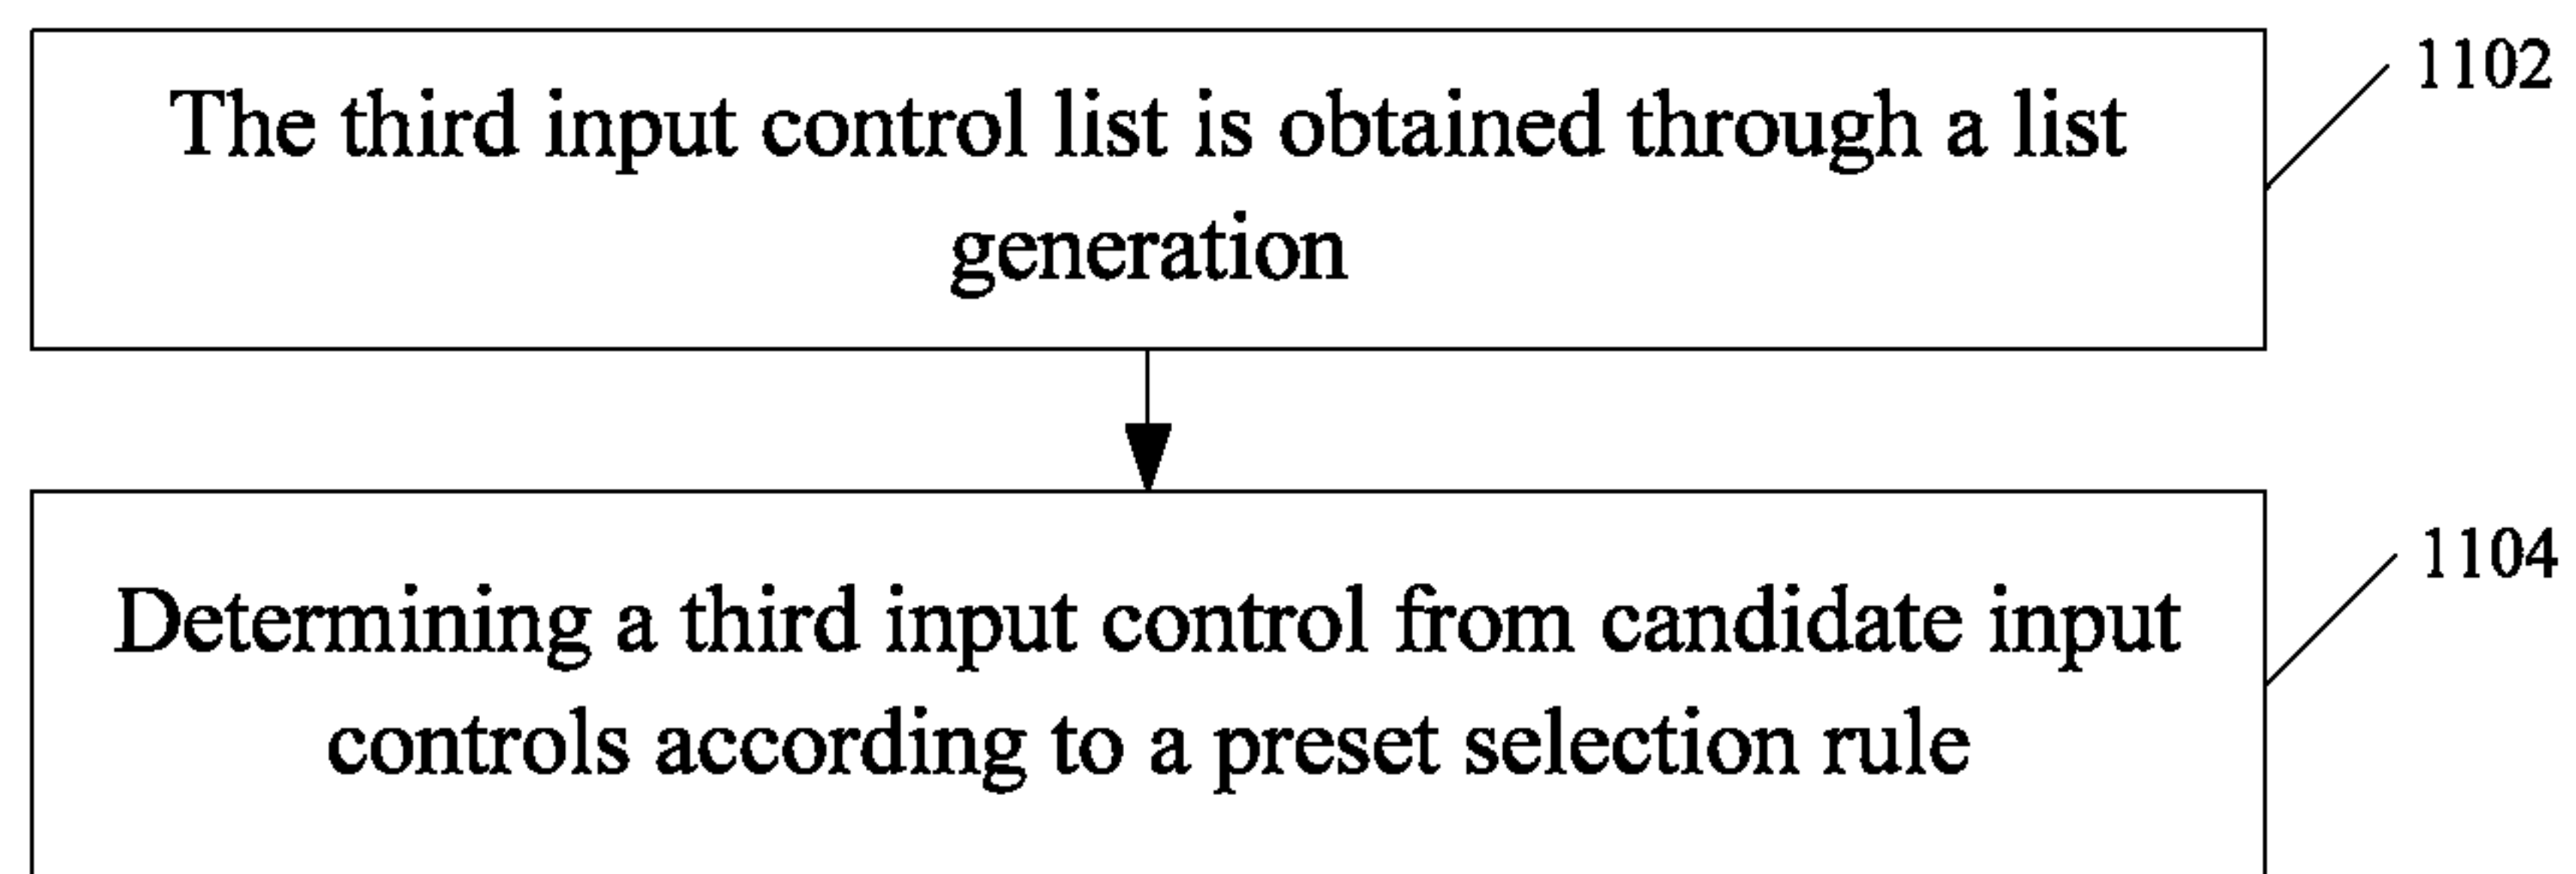 1102
The third input control list is obtained through a list
generation
1104
Determining a third input control from candidate input
controls according to a preset selection rule